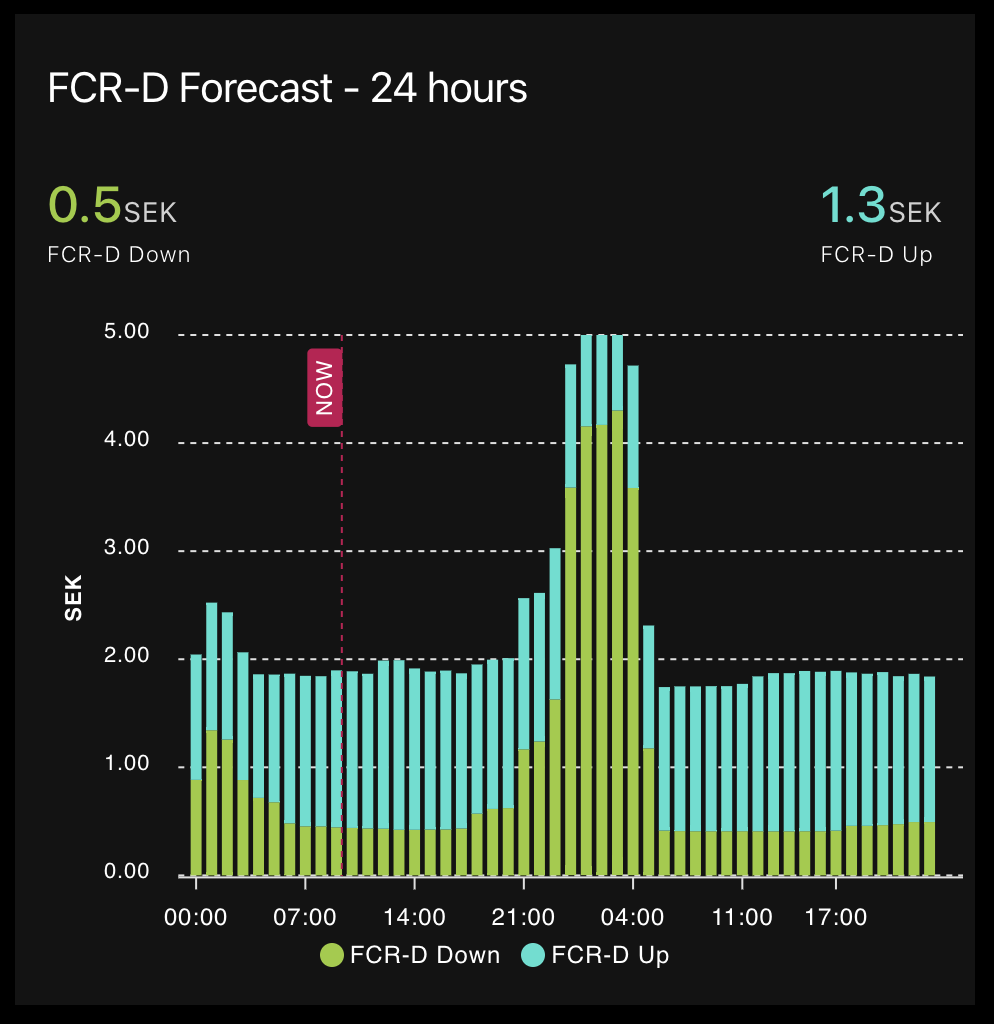 FCR-D Forecast - 24 hours
0.5SEK
FCR-D Down
1.3SEK
FCR-D Up
5.00
NOW
4.00
3.00
SEK
2.00
1.00
0.00
00:00 07:00 14:00 21:00 04:00 11:00 17:00
FCR-D Down FCR-D Up